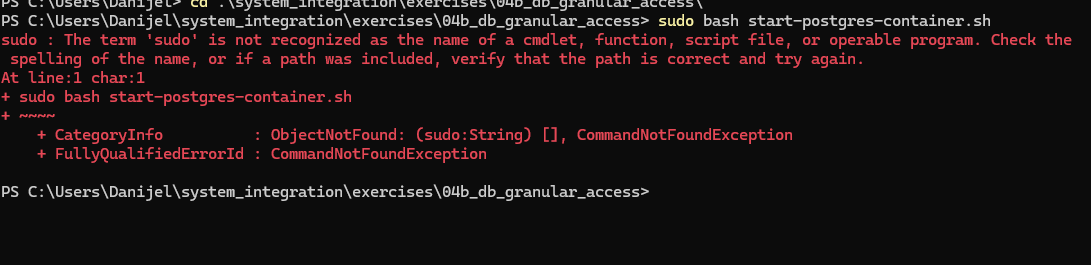 PS C:\Users\Danijel> cd .\system_integration\exercises\04b_db_granular_access\
PS C:\Users\Danijel\system_integration\exercises\04b_db_granular_access> sudo bash start-postgres-container.sh
sudo : The term 'sudo' is not recognized as the name of a cmdlet, function, script file, or operable program. Check the
 spelling of the name, or if a path was included, verify that the path is correct and try again.
At line:1 char:1
+ sudo bash start-postgres-container.sh
+ ~~~~
    + CategoryInfo          : ObjectNotFound: (sudo:String) [], CommandNotFoundException
    + FullyQualifiedErrorId : CommandNotFoundException
PS C:\Users\Danijel\system_integration\exercises\04b_db_granular_access>